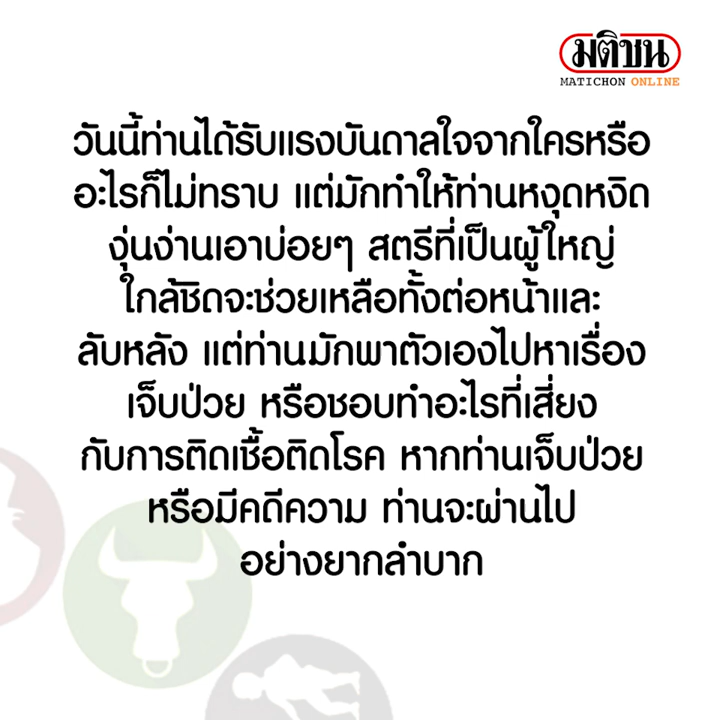 มติชน
MATICHON ONLINE
วันนี้ท่านได้รับแรงบันดาลใจจากใครหรือ
อะไรก็ไม่ทราบ แต่มักทำให้ท่านหงุดหงิด
งุ่นง่านเอาบ่อยๆ สตรีที่เป็นผู้ใหญ่
ใกล้ชิดจะช่วยเหลือทั้งต่อหน้าและ
ลับหลัง แต่ท่านมักพาตัวเองไปหาเรื่อง
เจ็บป่วย หรือชอบทำอะไรที่เสี่ยง
กับการติดเชื้อติดโรค หากท่านเจ็บป่วย
หรือมีคดีความ ท่านจะผ่านไป
อย่างยากลำบาก